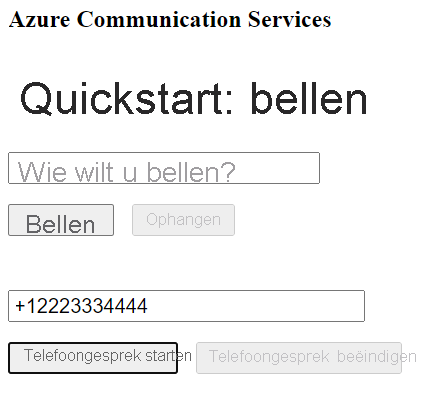 Azure Communication Services
Quickstart: bellen
Wie wilt u bellen?
Bellen Ophangen
+12223334444
Telefoongesprek starten Telefoongesprek beëindigen